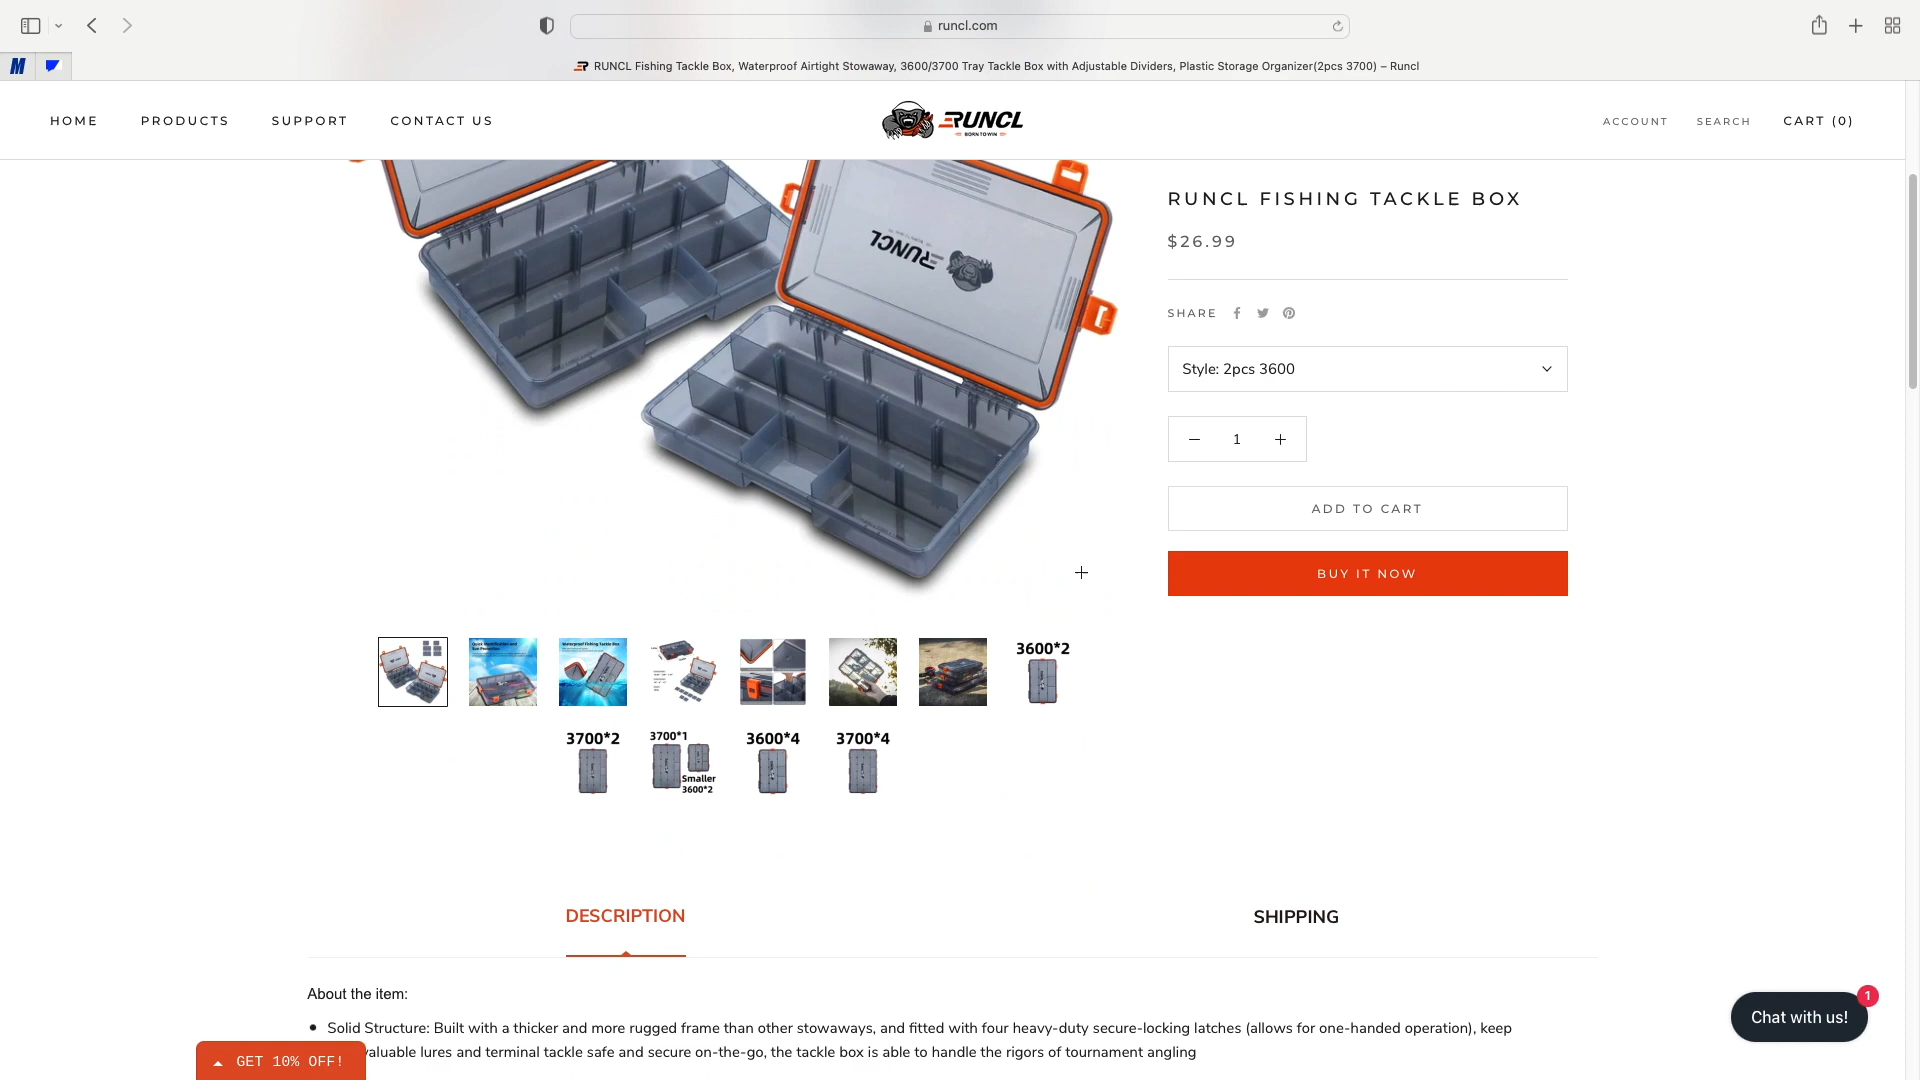 runcl.com
RUNCL Fishing Tackle Box, Waterproof Airtight Stowaway, 3600/3700 Tray Tackle Box with Adjustable Dividers, Plastic Storage Organizer(2pcs 3700) – Runcl
HOME
PRODUCTS
SUPPORT
CONTACT US
RUNCL
BORN TO WIN
ACCOUNT
SEARCH
CART (0)
RUNCL
RUNCL FISHING TACKLE BOX
$26.99
SHARE
Style: 2pcs 3600
1
ADD TO CART
BUY IT NOW
3600*2
3700*2
3700*1
Smaller
3600*2
3600*4
3700*4
DESCRIPTION
SHIPPING
About the item:
Solid Structure: Built with a thicker and more rugged frame than other stowaways, and fitted with four heavy-duty secure-locking latches (allows for one-handed operation), keep
valuable lures and terminal tackle safe and secure on-the-go, the tackle box is able to handle the rigors of tournament angling
GET 10% OFF!
Chat with us!
1